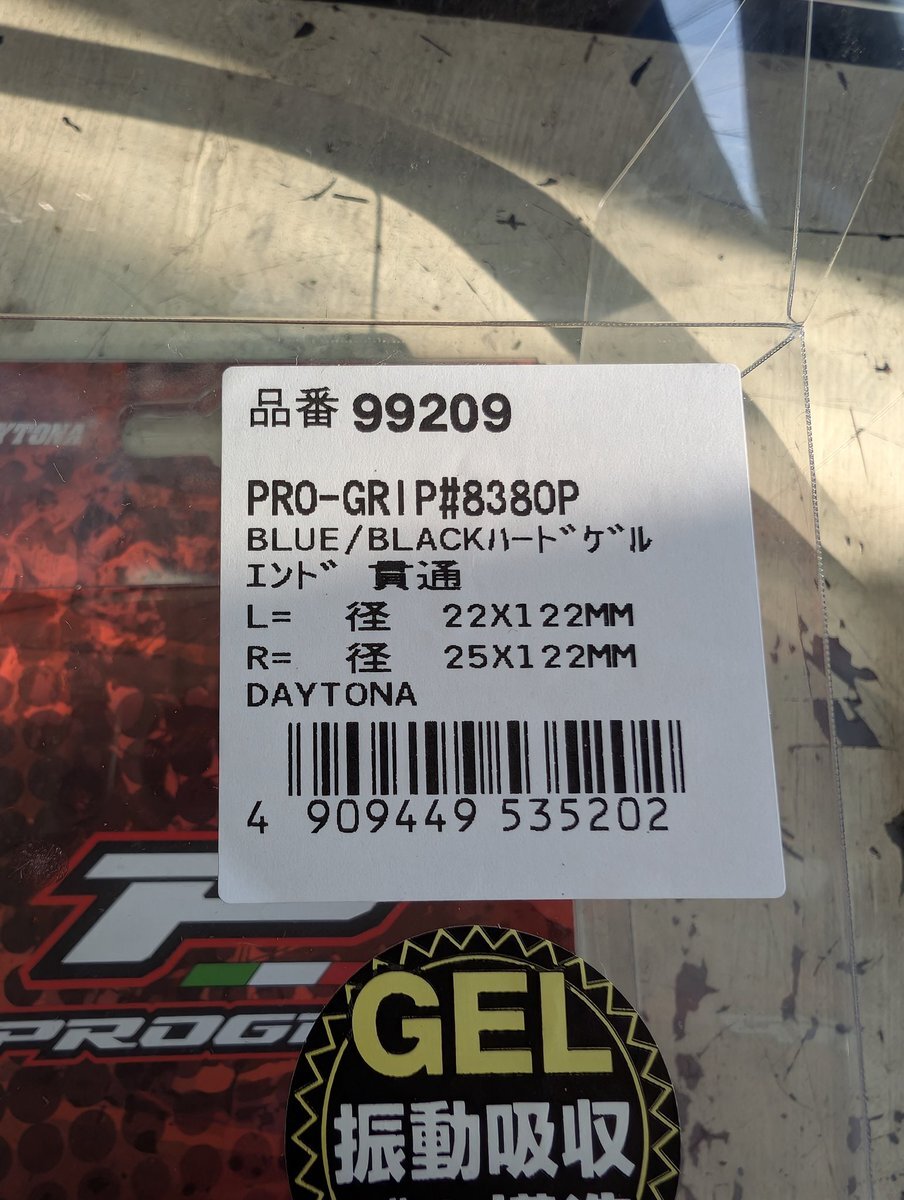 品番 99209
PRO-GRIP#8380P
BLUE/BLACKハードゲル
エンド 貫通
L= 径 22X122MM
R= 径 25X122MM
DAYTONA
4 909449 535202
GEL
振動吸収